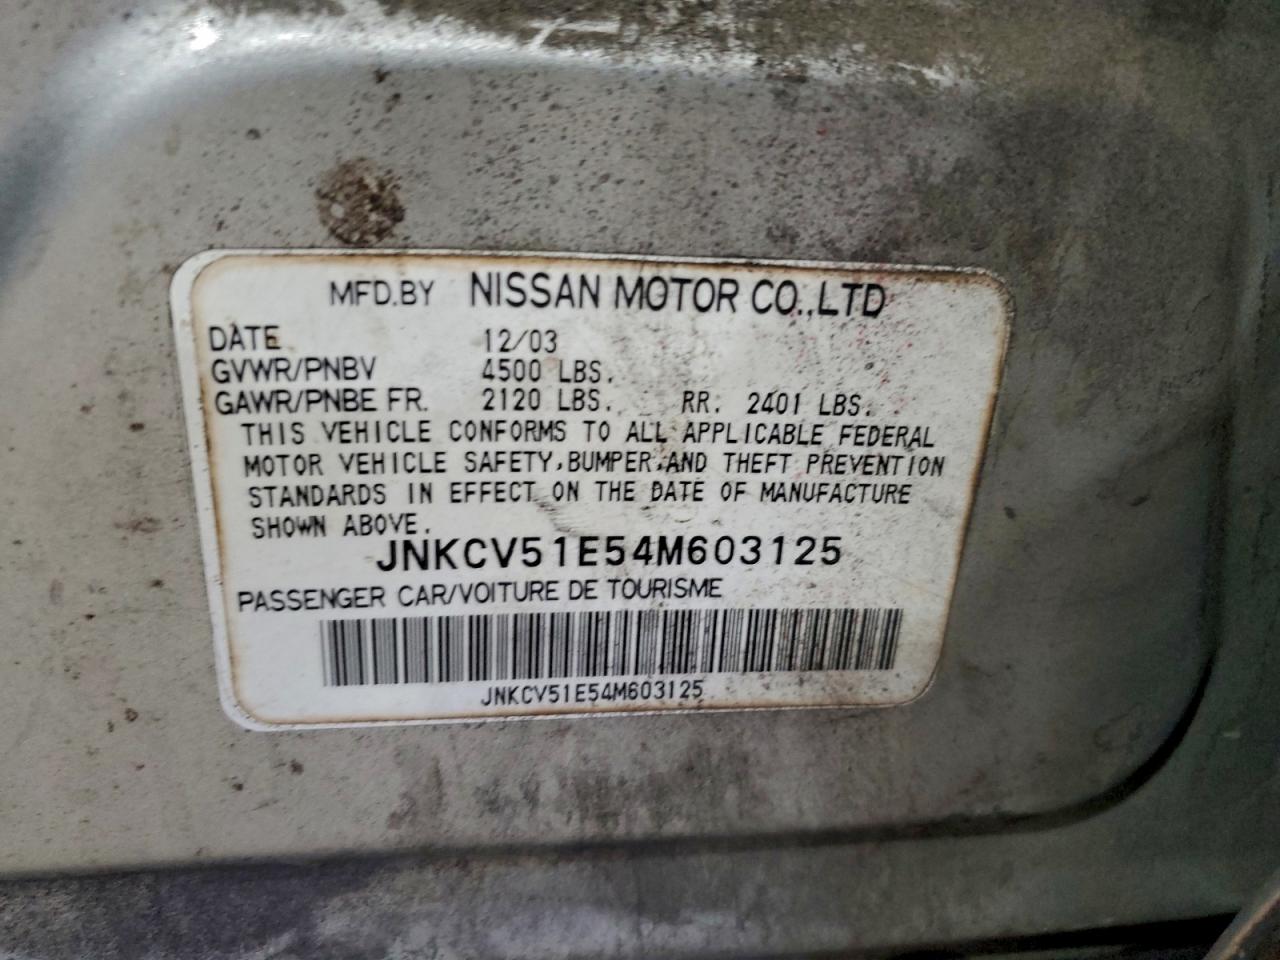 MFD.BY NISSAN MOTOR CO.,LTD
DATE 12/03
GVWR/PNBV 4500 LBS.
GAWR/PNBE FR. 2120 LBS. RR. 2401 LBS.
THIS VEHICLE CONFORMS TO ALL APPLICABLE FEDERAL
MOTOR VEHICLE SAFETY,BUMPER,AND THEFT PREVENTION
STANDARDS IN EFFECT ON THE DATE OF MANUFACTURE
SHOWN ABOVE.
JNKCV51E54M603125
PASSENGER CAR/VOITURE DE TOURISME
JNKCV51E54M603125